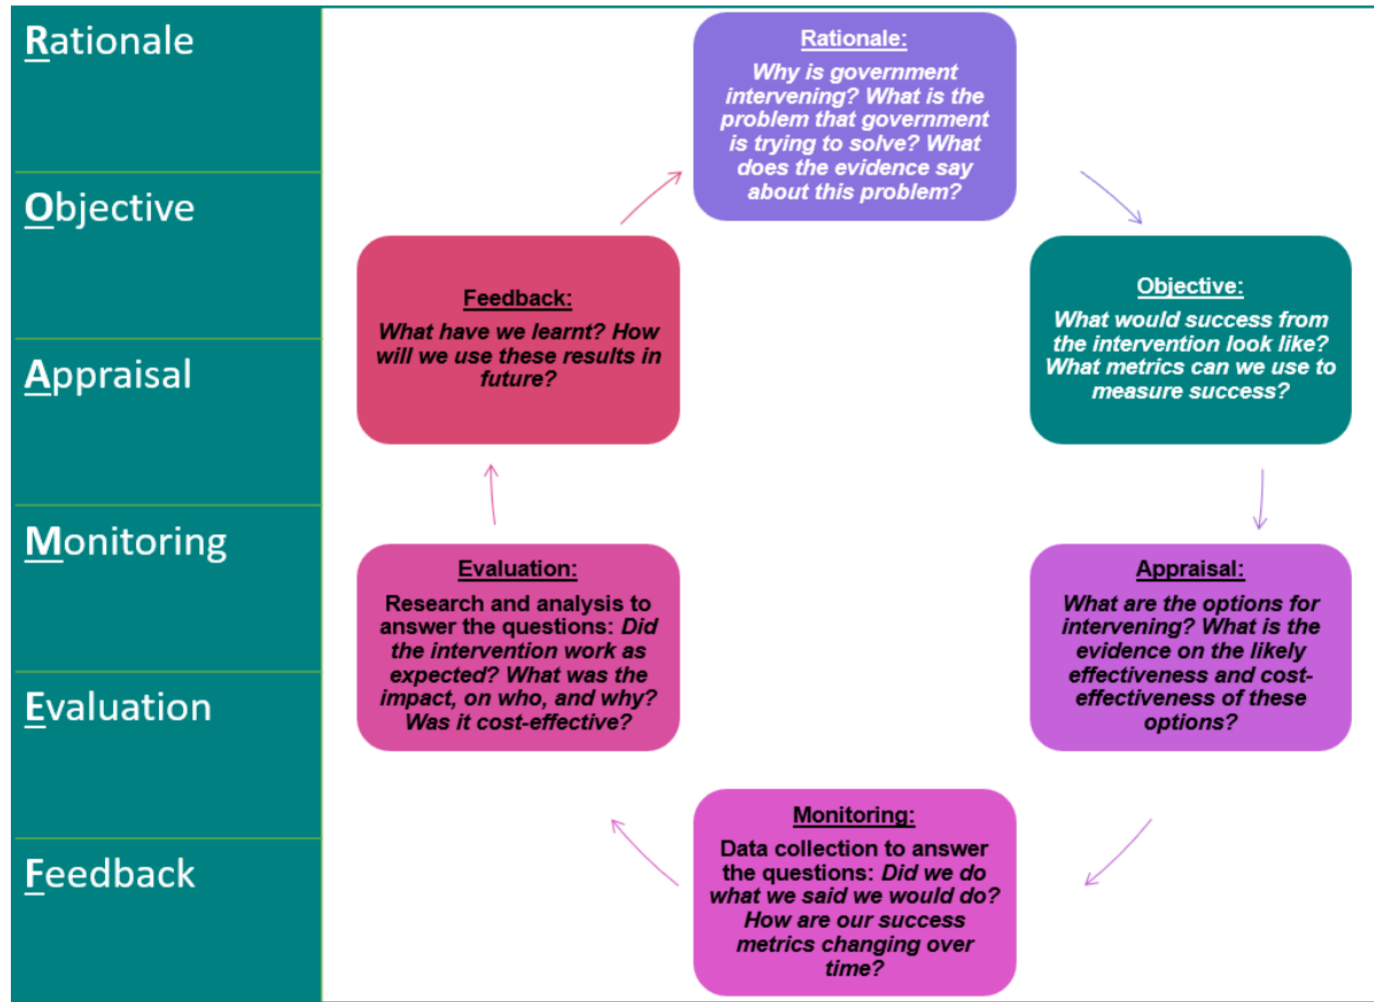 Rationale
Objective
Appraisal
Monitoring
Evaluation
Feedback
Rationale:
Why is government
intervening? What is the
problem that government
is trying to solve? What
does the evidence say
about this problem?
Objective:
What would success from
the intervention look like?
What metrics can we use to
measure success?
Appraisal:
What are the options for
intervening? What is the
evidence on the likely
effectiveness and cost-
effectiveness of these
options?
Monitoring:
Data collection to answer
the questions: Did we do
what we said we would do?
How are our success
metrics changing over
time?
Evaluation:
Research and analysis to
answer the questions: Did
the intervention work as
expected? What was the
impact, on who, and why?
Was it cost-effective?
Feedback:
What have we learnt? How
will we use these results in
future?